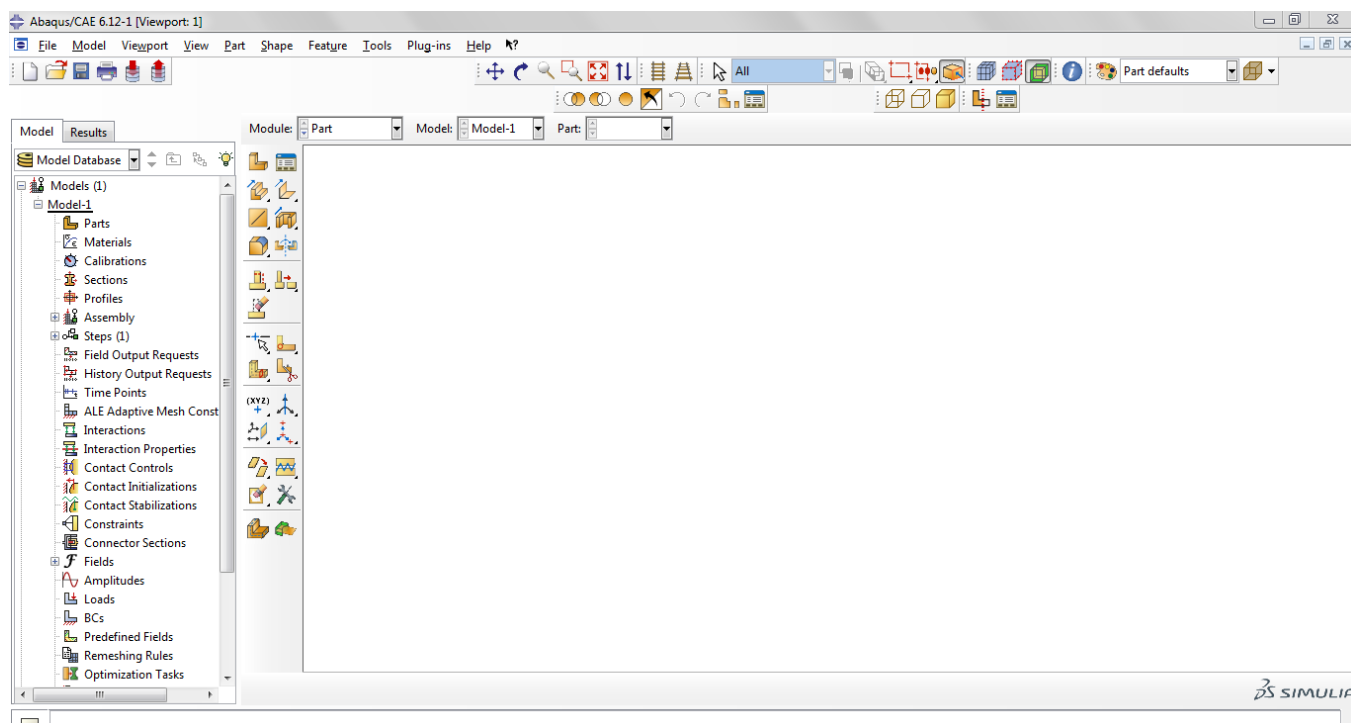 Abaqus/CAE 6.12-1 [Viewport: 1]
File Model Viewport View Part Shape Feature Tools Plug-ins Help
All
Part defaults
Model Results
Module: Part Model: Model-1 Part:
Model Database
Models (1)
Model-1
Parts
Materials
Calibrations
Sections
Profiles
Assembly
Steps (1)
Field Output Requests
History Output Requests
Time Points
ALE Adaptive Mesh Const
Interactions
Interaction Properties
Contact Controls
Contact Initializations
Contact Stabilizations
Constraints
Connector Sections
Fields
Amplitudes
Loads
BCs
Predefined Fields
Remeshing Rules
Optimization Tasks
(XYZ)
SIMULIA